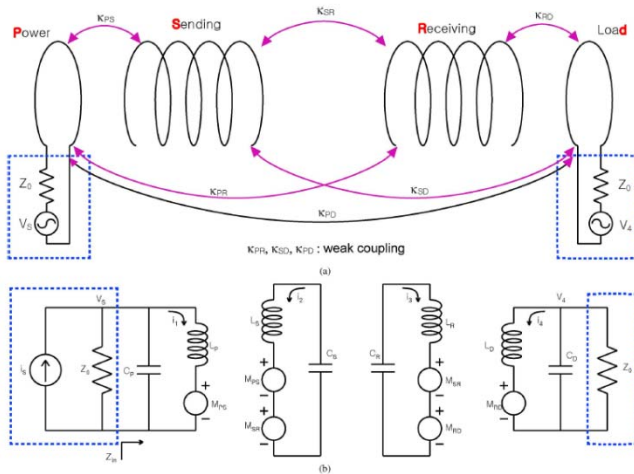 κPS Sending κSR Receiving κRD
Power Load
Z0 κPR κSD Z0
VS κPD V4
κPR, κSD, κPD : weak coupling
(a)
VS i1 i2 i3 V4 i4
LP LS LR LD
iS Z0 CP CS CR CD Z0
MPS MPS MSR MRD
MSR MRD
Zin
(b)